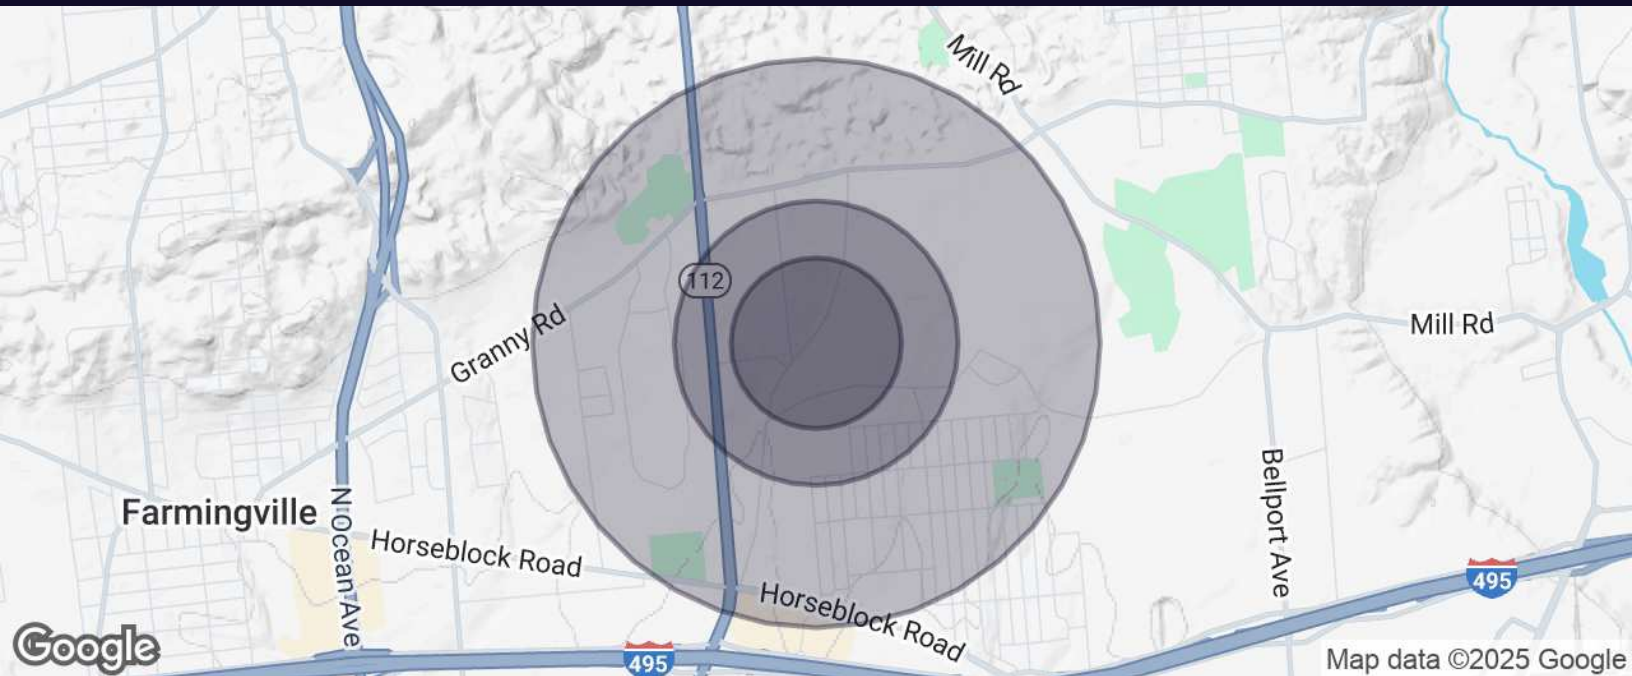 Mill Rd
112
Granny Rd
Mill Rd
Farmingville
N Ocean Ave
Horseblock Road
Bellport Ave
Horseblock Road
495
495
Google
Map data ©2025 Google